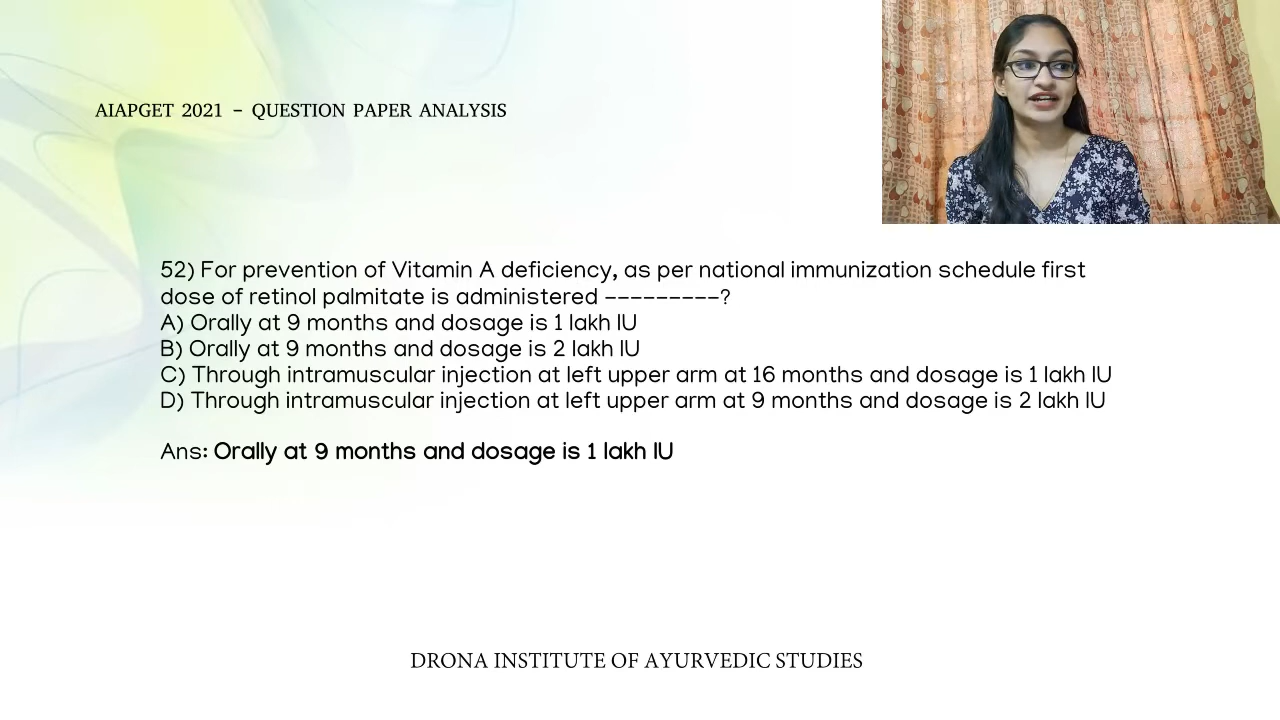 AIAPGET 2021 - QUESTION PAPER ANALYSIS
52) For prevention of Vitamin A deficiency, as per national immunization schedule first
dose of retinol palmitate is administered ---------?
A) Orally at 9 months and dosage is 1 lakh IU
B) Orally at 9 months and dosage is 2 lakh IU
C) Through intramuscular injection at left upper arm at 16 months and dosage is 1 lakh IU
D) Through intramuscular injection at left upper arm at 9 months and dosage is 2 lakh IU
Ans: Orally at 9 months and dosage is 1 lakh IU
DRONA INSTITUTE OF AYURVEDIC STUDIES